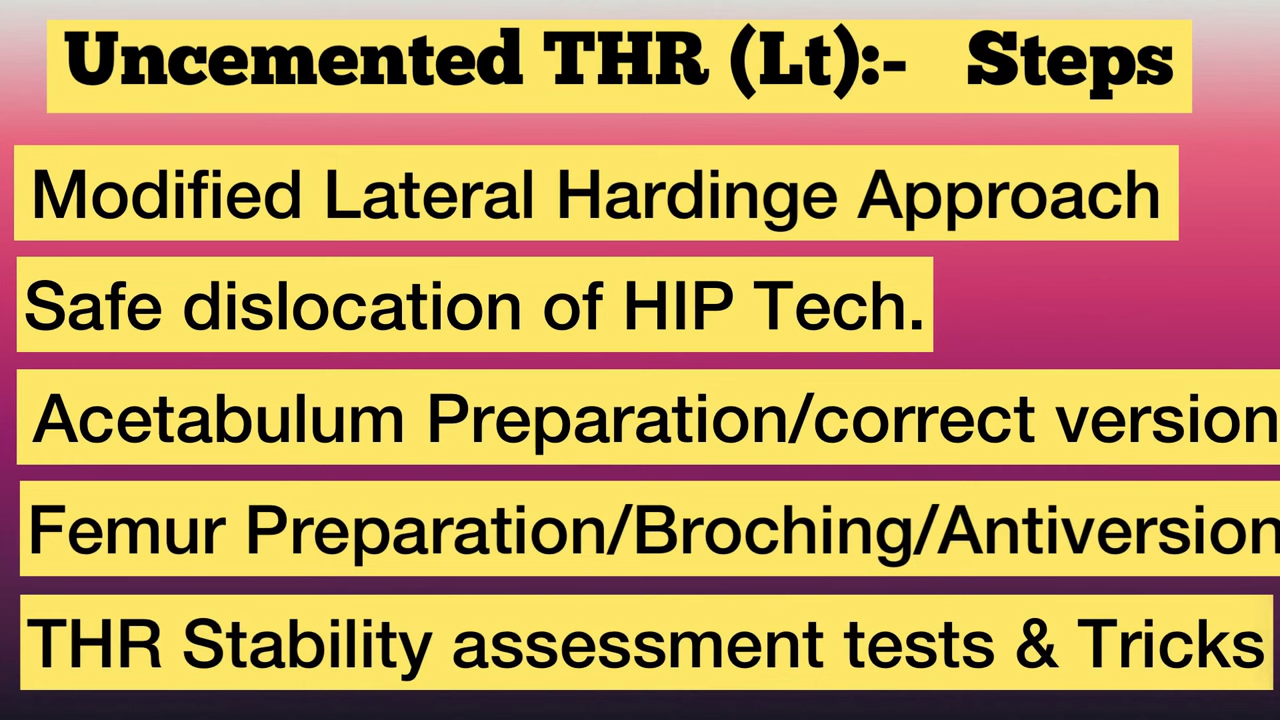 Uncemented THR (Lt):- Steps
Modified Lateral Hardinge Approach
Safe dislocation of HIP Tech.
Acetabulum Preparation/correct version
Femur Preparation/Broching/Antiversion
THR Stability assessment tests & Tricks